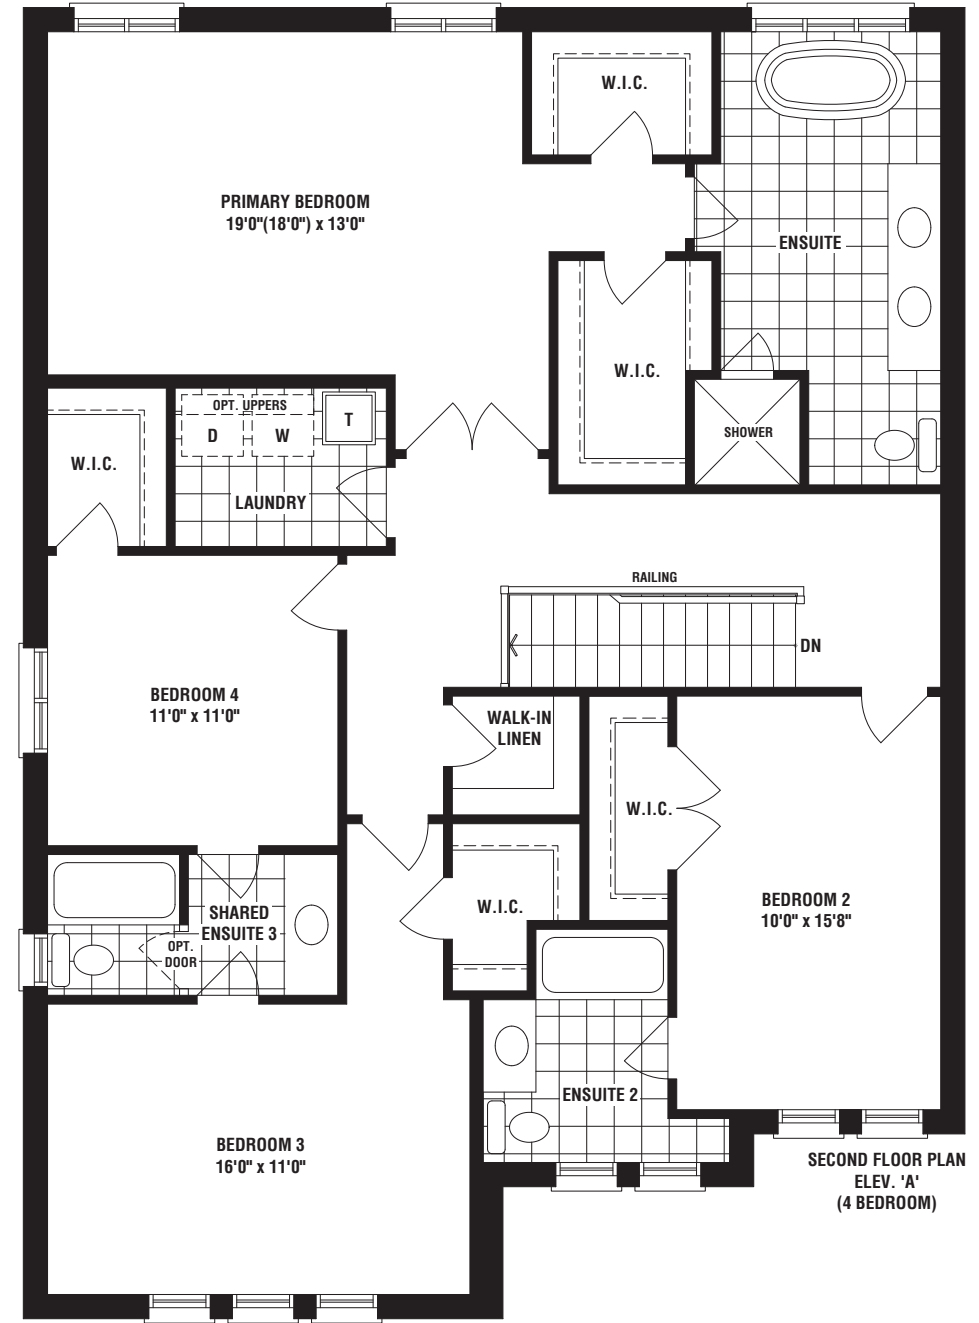 W.I.C.
PRIMARY BEDROOM
19'0"(18'0") x 13'0"
ENSUITE
W.I.C.
OPT. UPPERS
D
W
T
SHOWER
W.I.C.
LAUNDRY
RAILING
DN
BEDROOM 4
11'0" x 11'0"
WALK-IN
LINEN
W.I.C.
BEDROOM 2
10'0" x 15'8"
W.I.C.
SHARED
ENSUITE 3
OPT.
DOOR
ENSUITE 2
BEDROOM 3
16'0" x 11'0"
SECOND FLOOR PLAN
ELEV. 'A'
(4 BEDROOM)